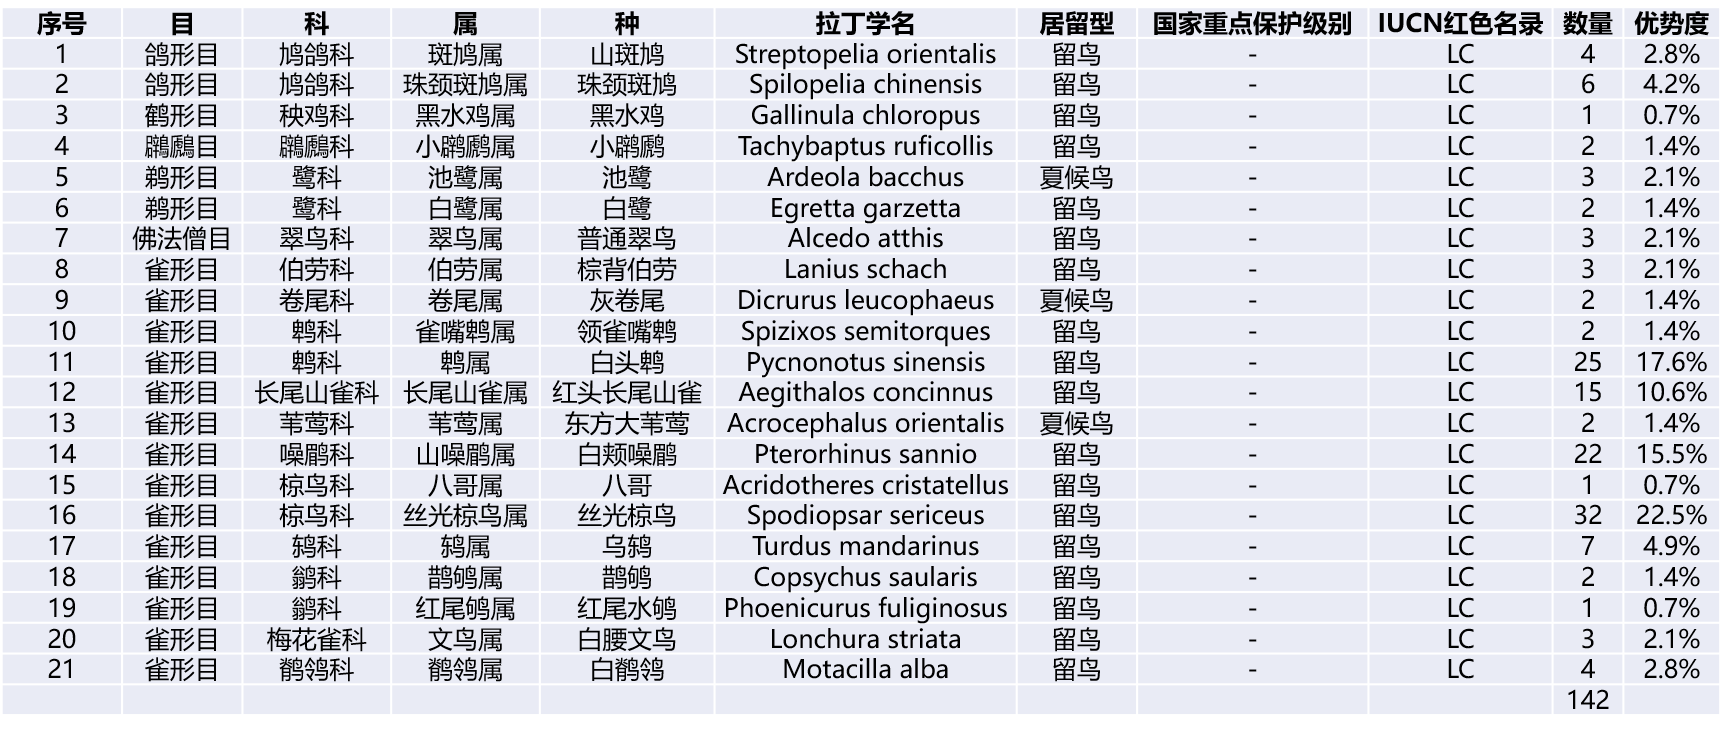 序号 目 科 属 种 拉丁学名 居留型 国家重点保护级别 IUCN红色名录 数量 优势度
1 鸽形目 鸠鸽科 斑鸠属 山斑鸠 Streptopelia orientalis 留鸟 - LC 4 2.8%
2 鸽形目 鸠鸽科 珠颈斑鸠属 珠颈斑鸠 Spilopelia chinensis 留鸟 - LC 6 4.2%
3 鹤形目 秧鸡科 黑水鸡属 黑水鸡 Gallinula chloropus 留鸟 - LC 1 0.7%
4 鷿鷉目 鷿鷉科 小䴙䴘属 小䴙䴘 Tachybaptus ruficollis 留鸟 - LC 2 1.4%
5 鹈形目 鹭科 池鹭属 池鹭 Ardeola bacchus 夏候鸟 - LC 3 2.1%
6 鹈形目 鹭科 白鹭属 白鹭 Egretta garzetta 留鸟 - LC 2 1.4%
7 佛法僧目 翠鸟科 翠鸟属 普通翠鸟 Alcedo atthis 留鸟 - LC 3 2.1%
8 雀形目 伯劳科 伯劳属 棕背伯劳 Lanius schach 留鸟 - LC 3 2.1%
9 雀形目 卷尾科 卷尾属 灰卷尾 Dicrurus leucophaeus 夏候鸟 - LC 2 1.4%
10 雀形目 鹎科 雀嘴鹎属 领雀嘴鹎 Spizixos semitorques 留鸟 - LC 2 1.4%
11 雀形目 鹎科 鹎属 白头鹎 Pycnonotus sinensis 留鸟 - LC 25 17.6%
12 雀形目 长尾山雀科 长尾山雀属 红头长尾山雀 Aegithalos concinnus 留鸟 - LC 15 10.6%
13 雀形目 苇莺科 苇莺属 东方大苇莺 Acrocephalus orientalis 夏候鸟 - LC 2 1.4%
14 雀形目 噪鹛科 山噪鹛属 白颊噪鹛 Pterorhinus sannio 留鸟 - LC 22 15.5%
15 雀形目 椋鸟科 八哥属 八哥 Acridotheres cristatellus 留鸟 - LC 1 0.7%
16 雀形目 椋鸟科 丝光椋鸟属 丝光椋鸟 Spodiopsar sericeus 留鸟 - LC 32 22.5%
17 雀形目 鸫科 鸫属 乌鸫 Turdus mandarinus 留鸟 - LC 7 4.9%
18 雀形目 鹟科 鹊鸲属 鹊鸲 Copsychus saularis 留鸟 - LC 2 1.4%
19 雀形目 鹟科 红尾鸲属 红尾水鸲 Phoenicurus fuliginosus 留鸟 - LC 1 0.7%
20 雀形目 梅花雀科 文鸟属 白腰文鸟 Lonchura striata 留鸟 - LC 3 2.1%
21 雀形目 鹡鸰科 鹡鸰属 白鹡鸰 Motacilla alba 留鸟 - LC 4 2.8%
142